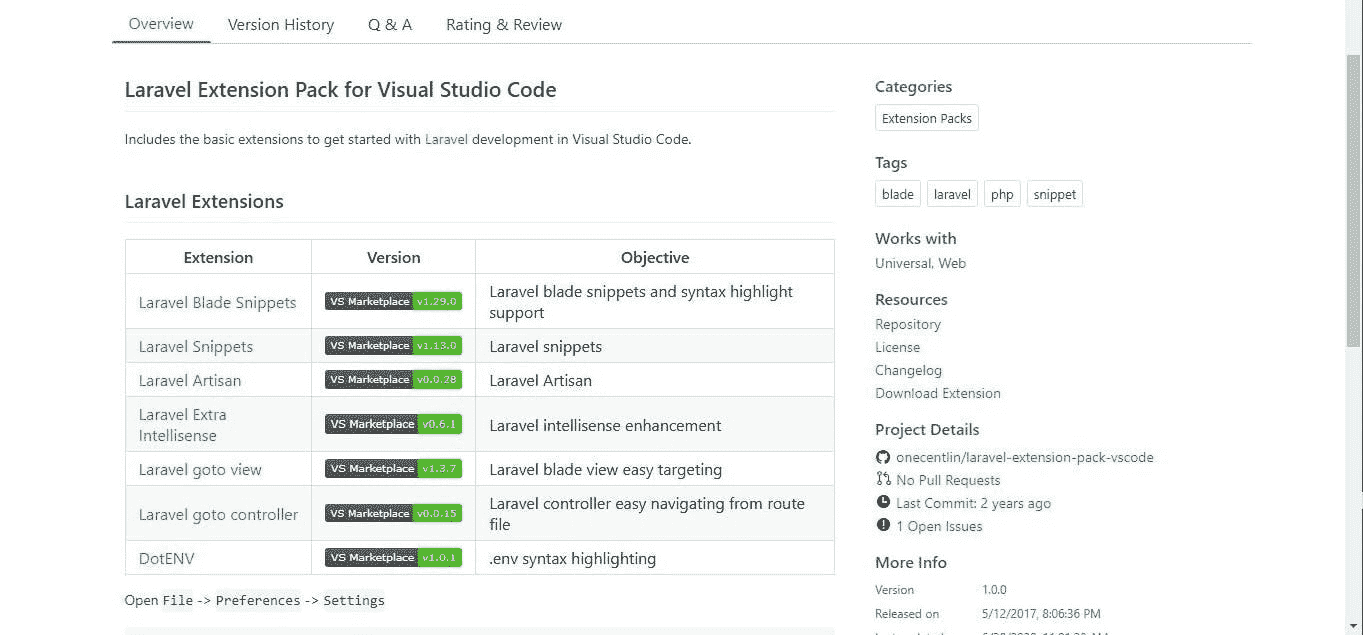 Overview Version History Q & A Rating & Review
Laravel Extension Pack for Visual Studio Code
Includes the basic extensions to get started with Laravel development in Visual Studio Code.
Laravel Extensions
Extension Version Objective
Laravel Blade Snippets VS Marketplace v1.29.0 Laravel blade snippets and syntax highlight
support
Laravel Snippets VS Marketplace v1.13.0 Laravel snippets
Laravel Artisan VS Marketplace v0.0.28 Laravel Artisan
Laravel Extra
Intellisense VS Marketplace v0.6.1 Laravel intellisense enhancement
Laravel goto view VS Marketplace v1.3.7 Laravel blade view easy targeting
Laravel goto controller VS Marketplace v0.0.15 Laravel controller easy navigating from route
file
DotENV VS Marketplace v1.0.1 .env syntax highlighting
Open File -> Preferences -> Settings
Categories
Extension Packs
Tags
blade laravel php snippet
Works with
Universal, Web
Resources
Repository
License
Changelog
Download Extension
Project Details
onecentlin/laravel-extension-pack-vscode
No Pull Requests
Last Commit: 2 years ago
1 Open Issues
More Info
Version 1.0.0
Released on 5/12/2017, 8:06:36 PM